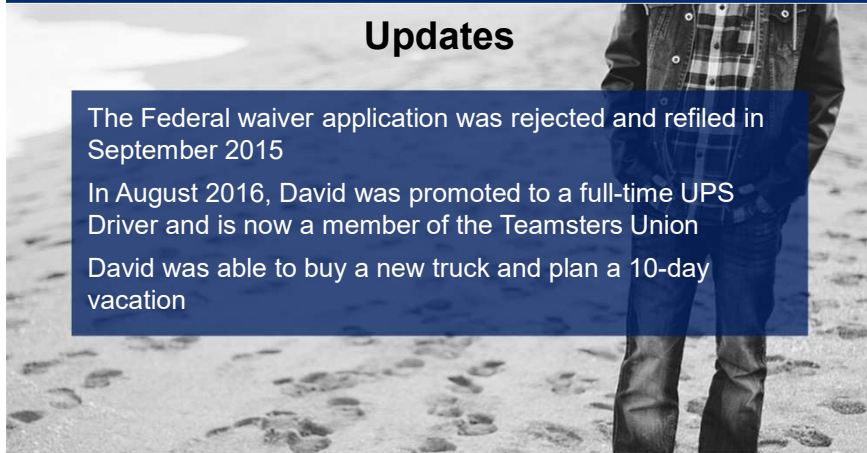 Updates
The Federal waiver application was rejected and refiled in
September 2015
In August 2016, David was promoted to a full-time UPS
Driver and is now a member of the Teamsters Union
David was able to buy a new truck and plan a 10-day
vacation